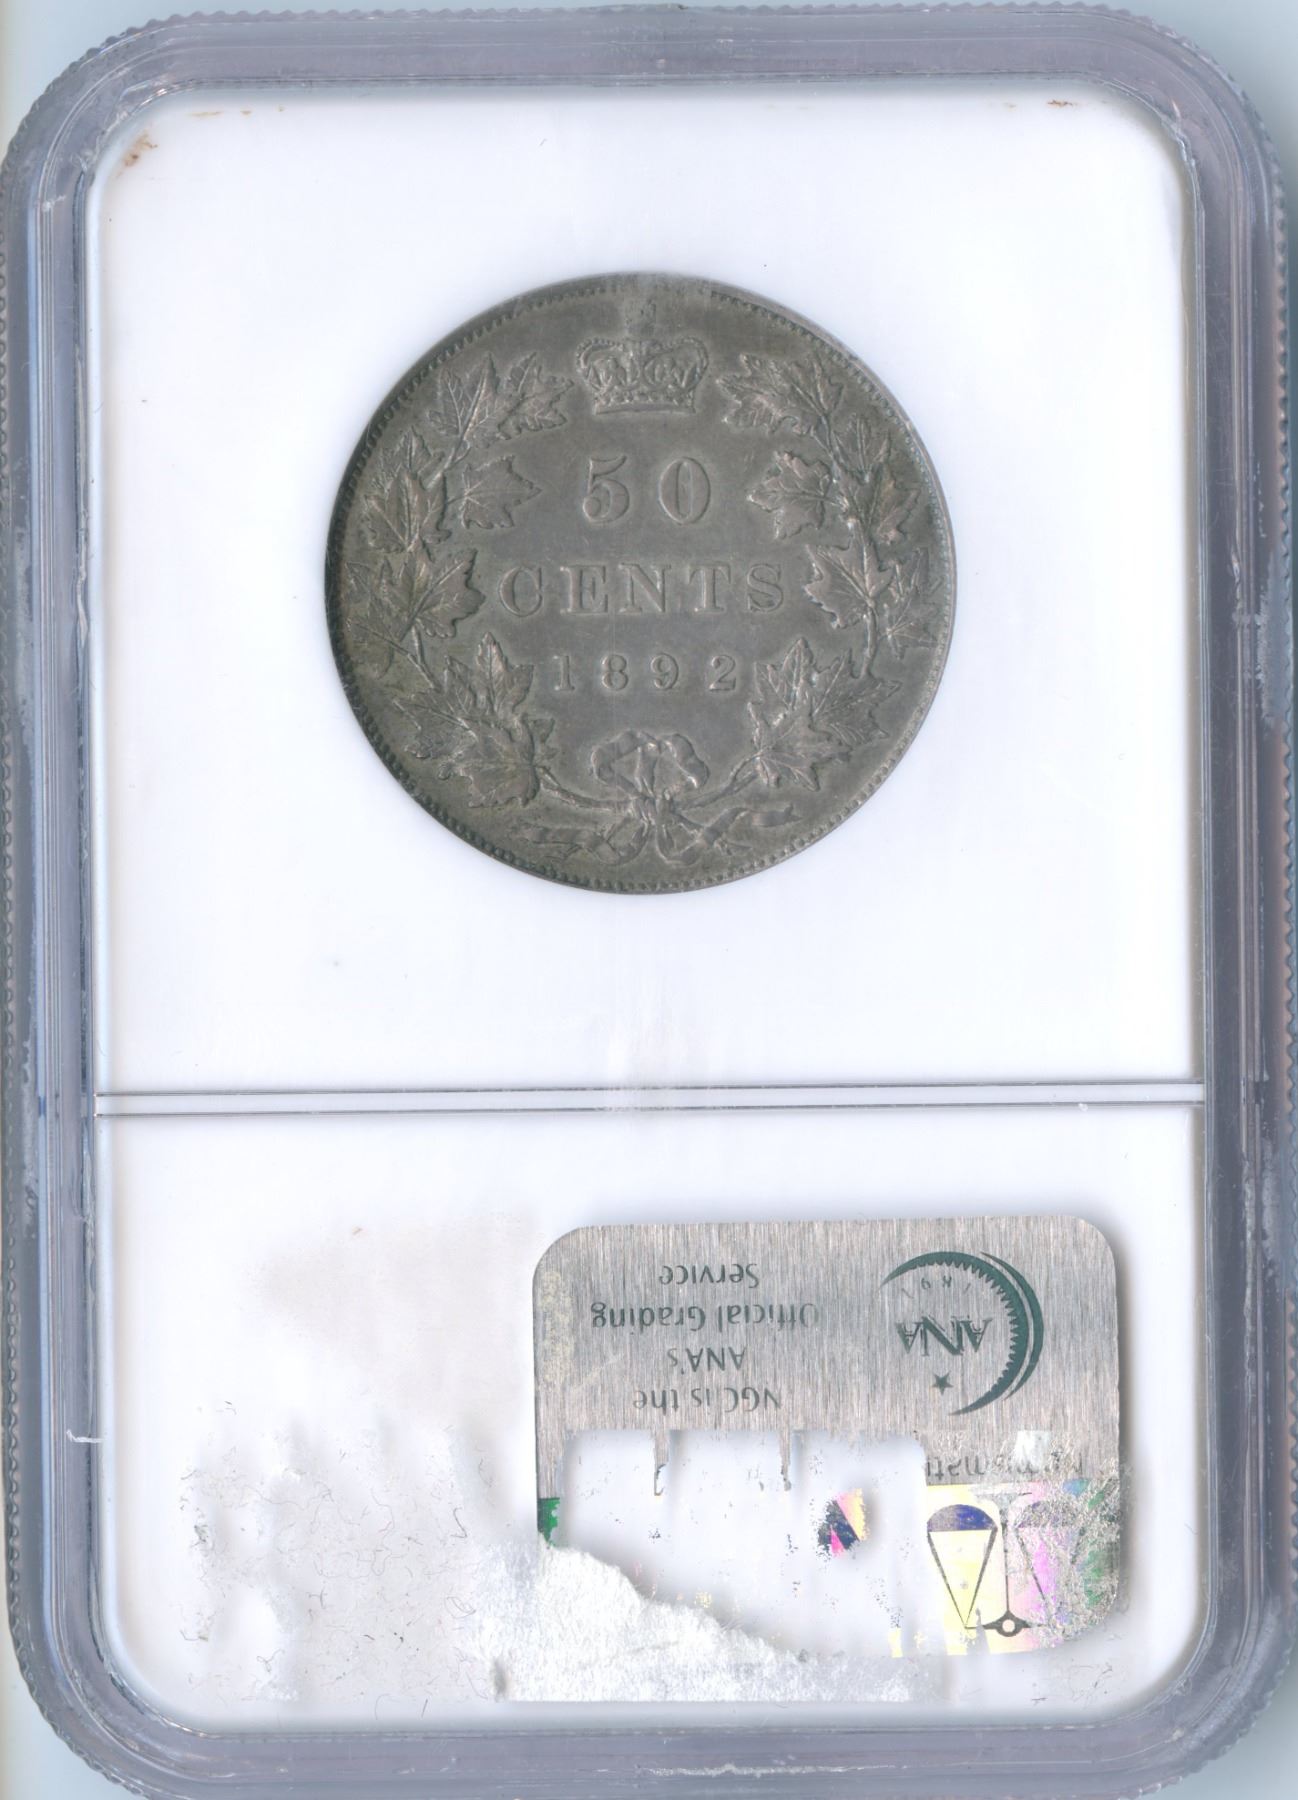 50
CENTS
1892
NGC is the
ANA's
Official Grading
Service
ANA